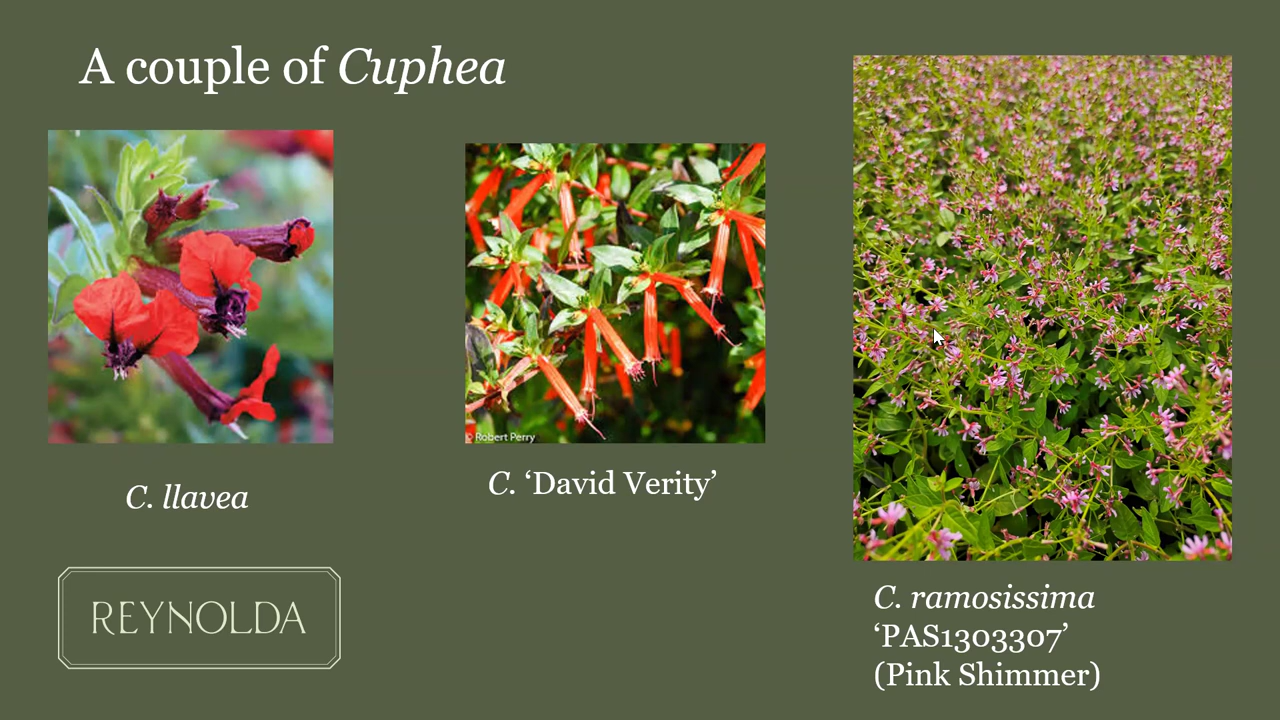 A couple of Cuphea
© Robert Perry
C. llavea
C. ‘David Verity’
C. ramosissima
‘PAS1303307’
(Pink Shimmer)
REYNOLDA